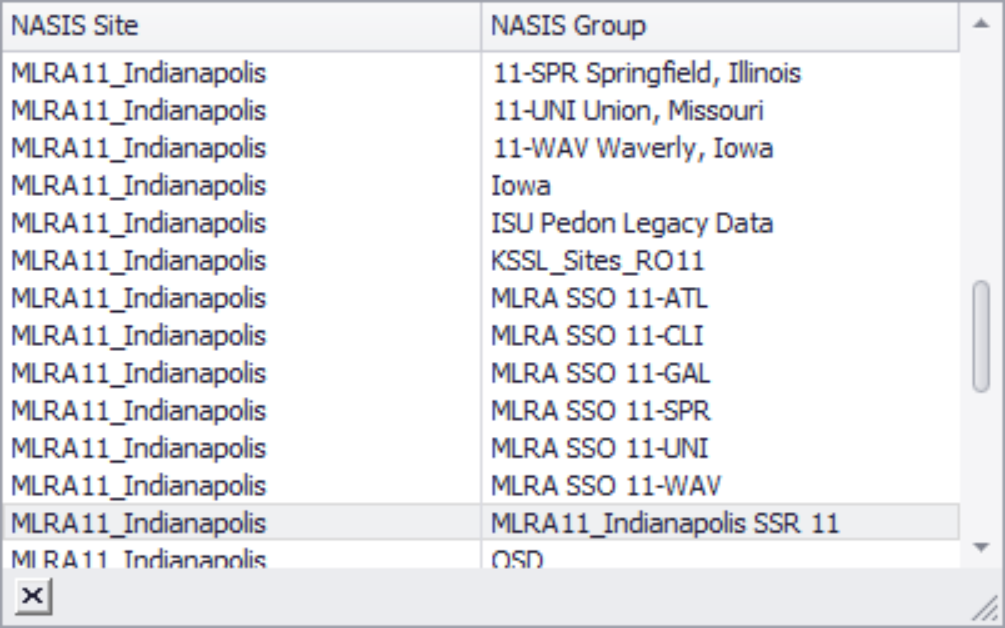 NASIS Site NASIS Group
MLRA11_Indianapolis 11-SPR Springfield, Illinois
MLRA11_Indianapolis 11-UNI Union, Missouri
MLRA11_Indianapolis 11-WAV Waverly, Iowa
MLRA11_Indianapolis Iowa
MLRA11_Indianapolis ISU Pedon Legacy Data
MLRA11_Indianapolis KSSL_Sites_RO11
MLRA11_Indianapolis MLRA SSO 11-ATL
MLRA11_Indianapolis MLRA SSO 11-CLI
MLRA11_Indianapolis MLRA SSO 11-GAL
MLRA11_Indianapolis MLRA SSO 11-SPR
MLRA11_Indianapolis MLRA SSO 11-UNI
MLRA11_Indianapolis MLRA SSO 11-WAV
MLRA11_Indianapolis MLRA11_Indianapolis SSR 11
MLRA11_Indianapolis OSD